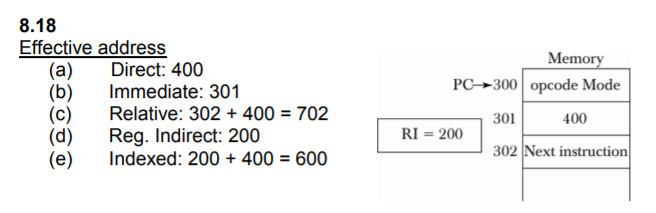 8.18
Effective address
(a) Direct: 400
(b) Immediate: 301
(c) Relative: 302 + 400 = 702
(d) Reg. Indirect: 200
(e) Indexed: 200 + 400 = 600
Memory
PC→300 opcode Mode
301 400
RI = 200
302 Next instruction